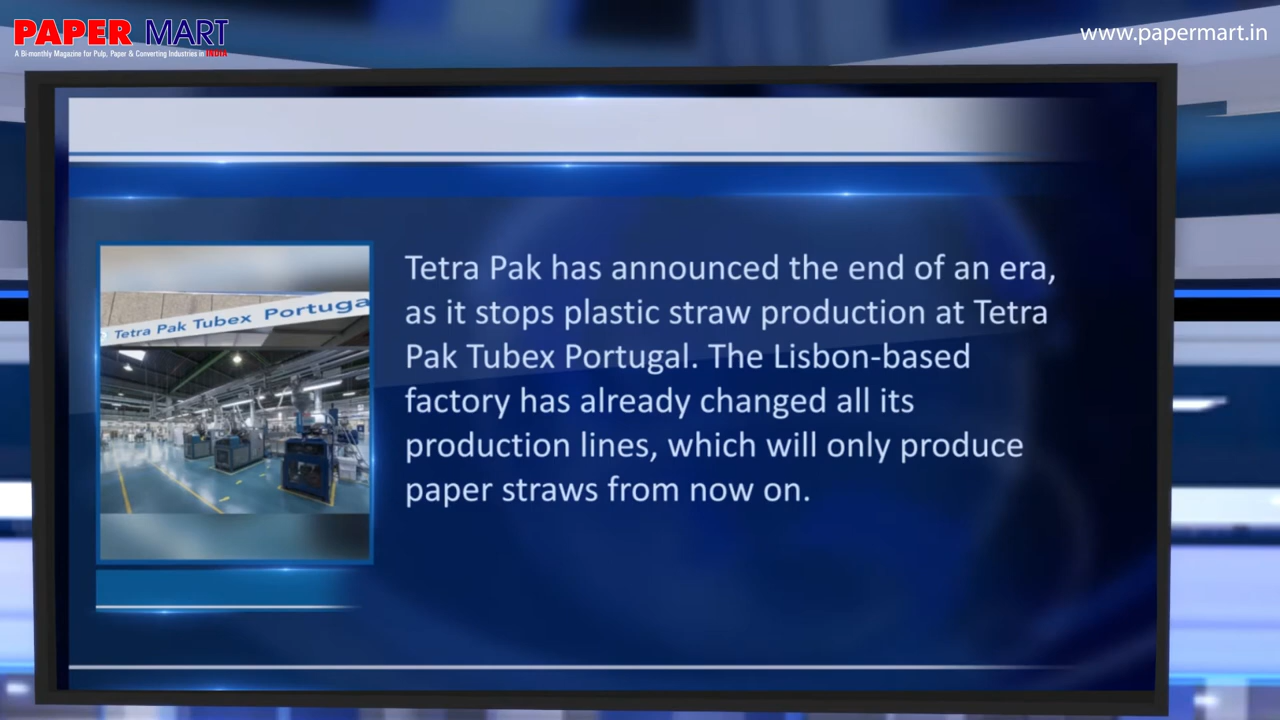 PAPER MART
A Bi-monthly Magazine for Pulp, Paper & Converting Industries in INDIA
www.papermart.in
Tetra Pak Tubex Portuga
Tetra Pak has announced the end of an era,
as it stops plastic straw production at Tetra
Pak Tubex Portugal. The Lisbon-based
factory has already changed all its
production lines, which will only produce
paper straws from now on.